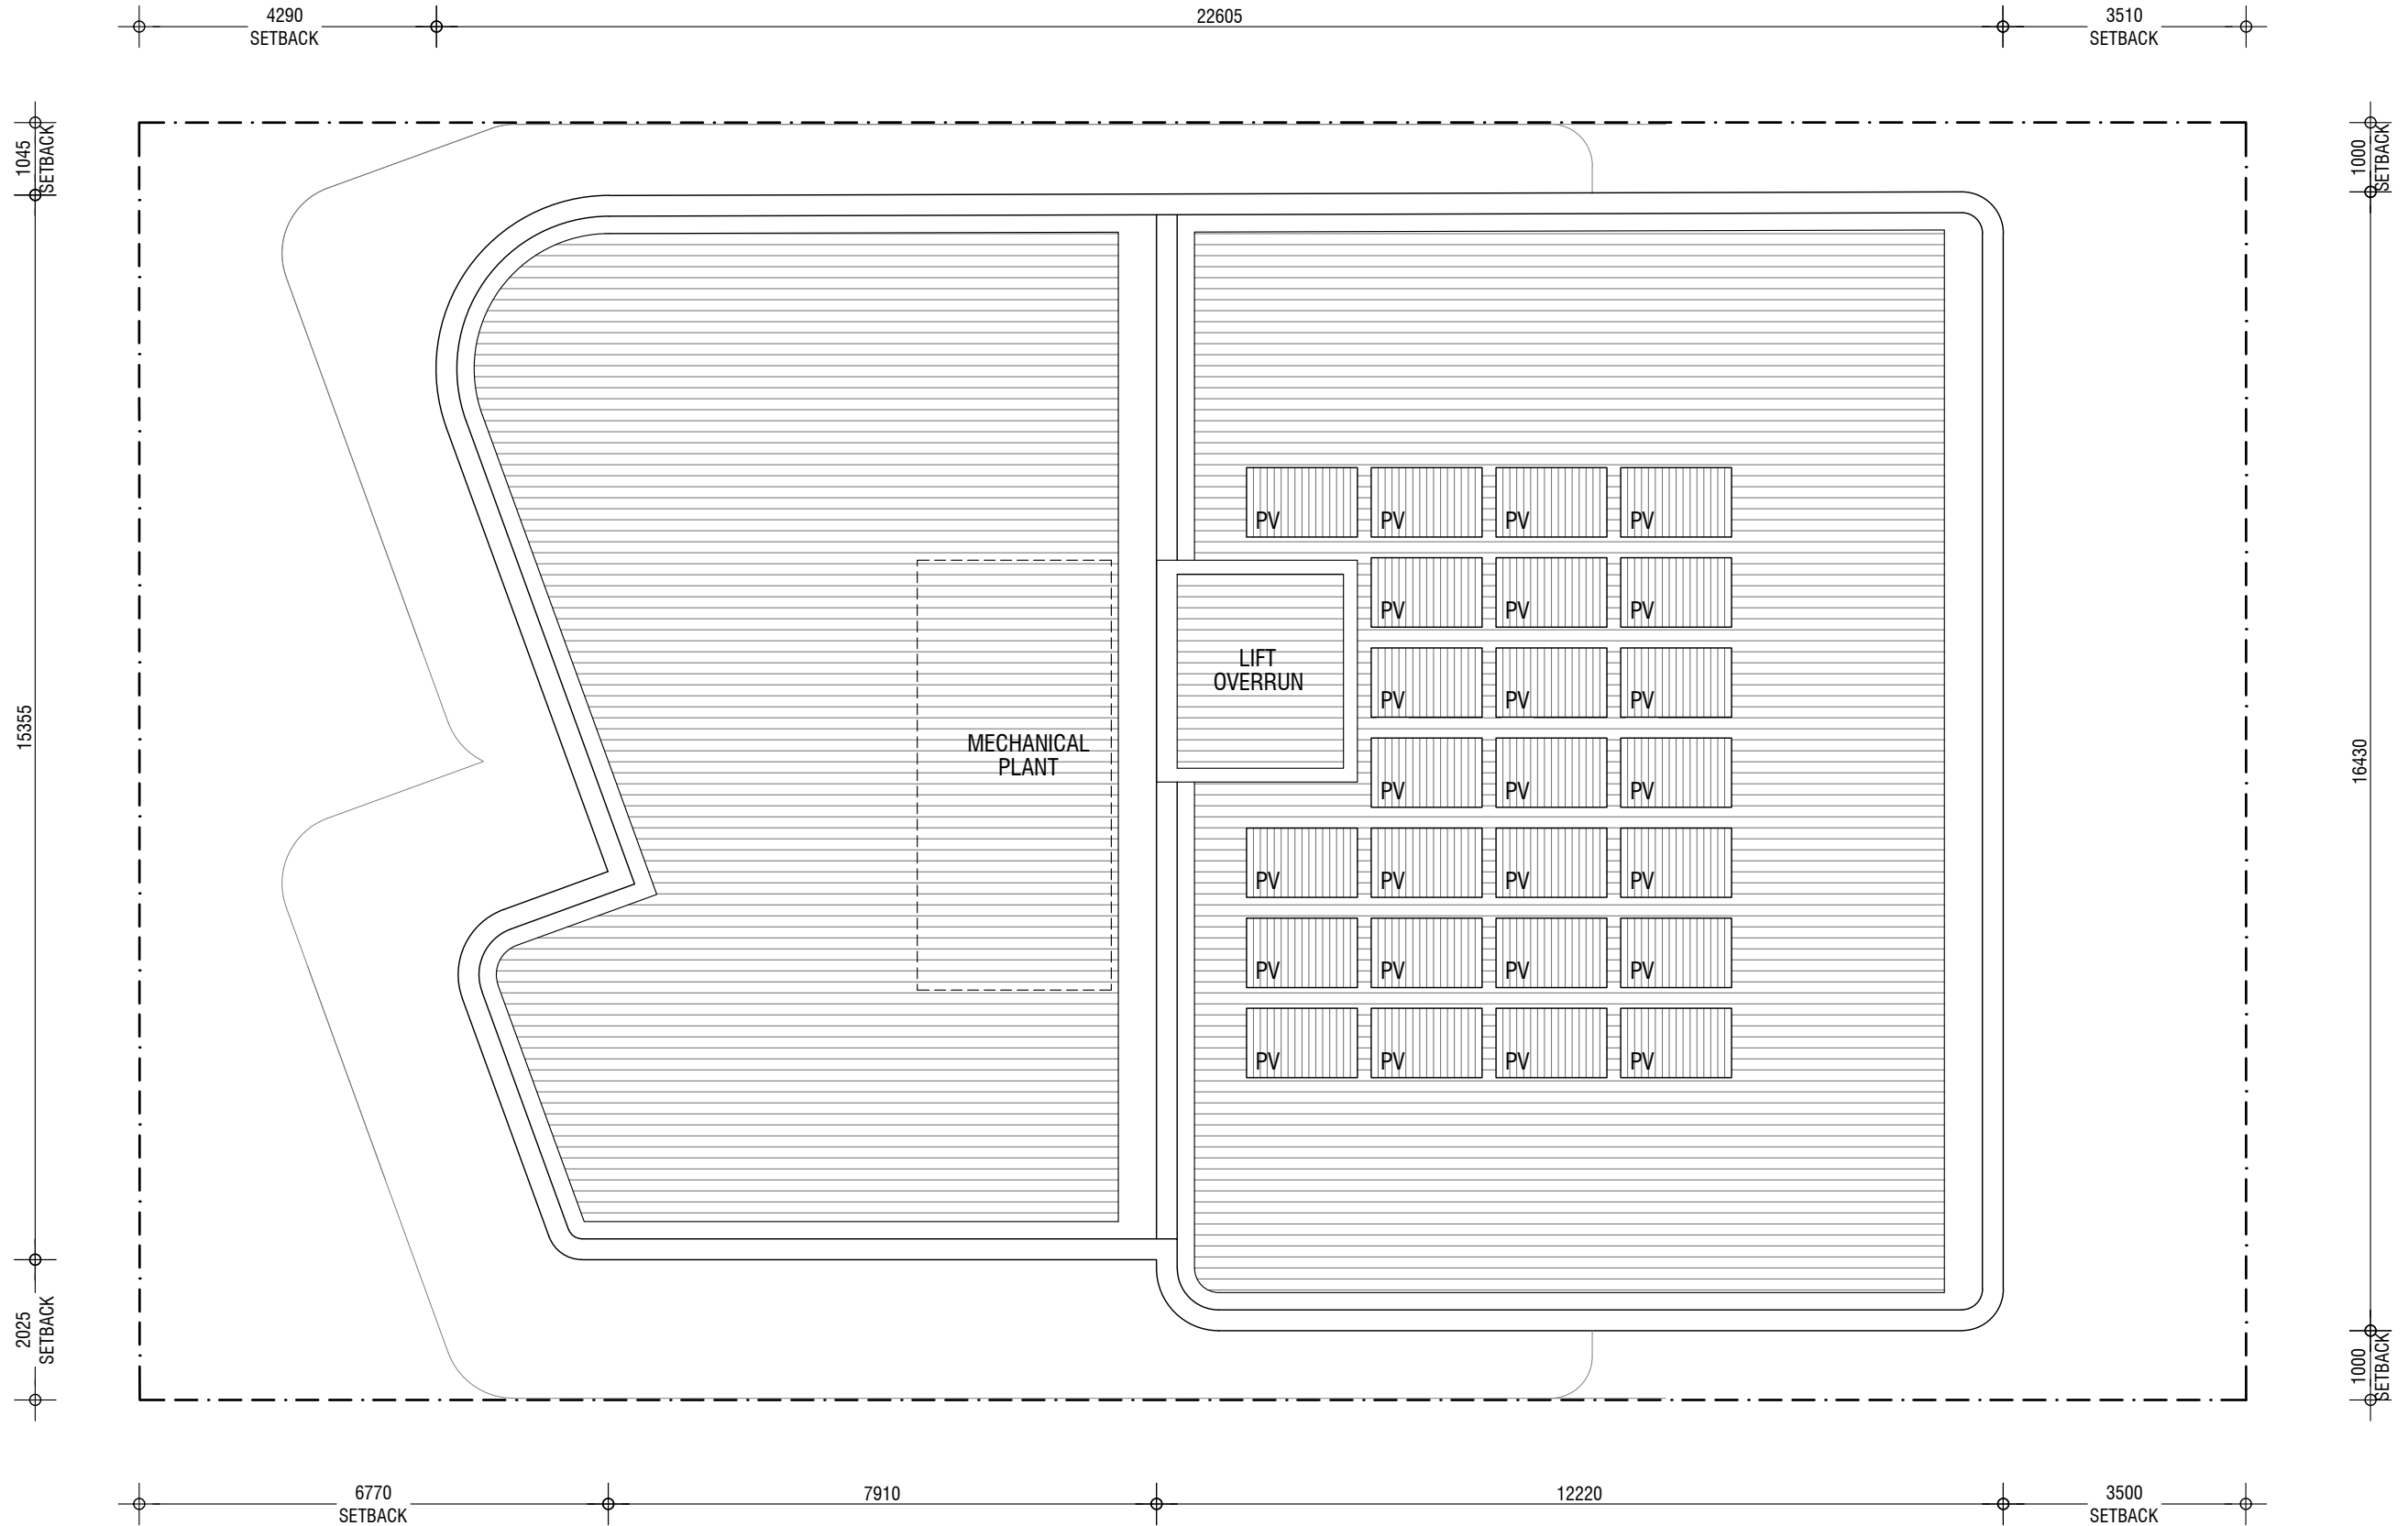 4290
SETBACK
22605
3510
SETBACK
1045
SETBACK
1000
SETBACK
PV PV PV PV
PV PV PV
LIFT
OVERRUN
PV PV PV
15355
MECHANICAL
PLANT
16430
PV PV PV
PV PV PV PV
PV PV PV PV
PV PV PV PV
2025
SETBACK
1000
SETBACK
6770
SETBACK
7910
12220
3500
SETBACK